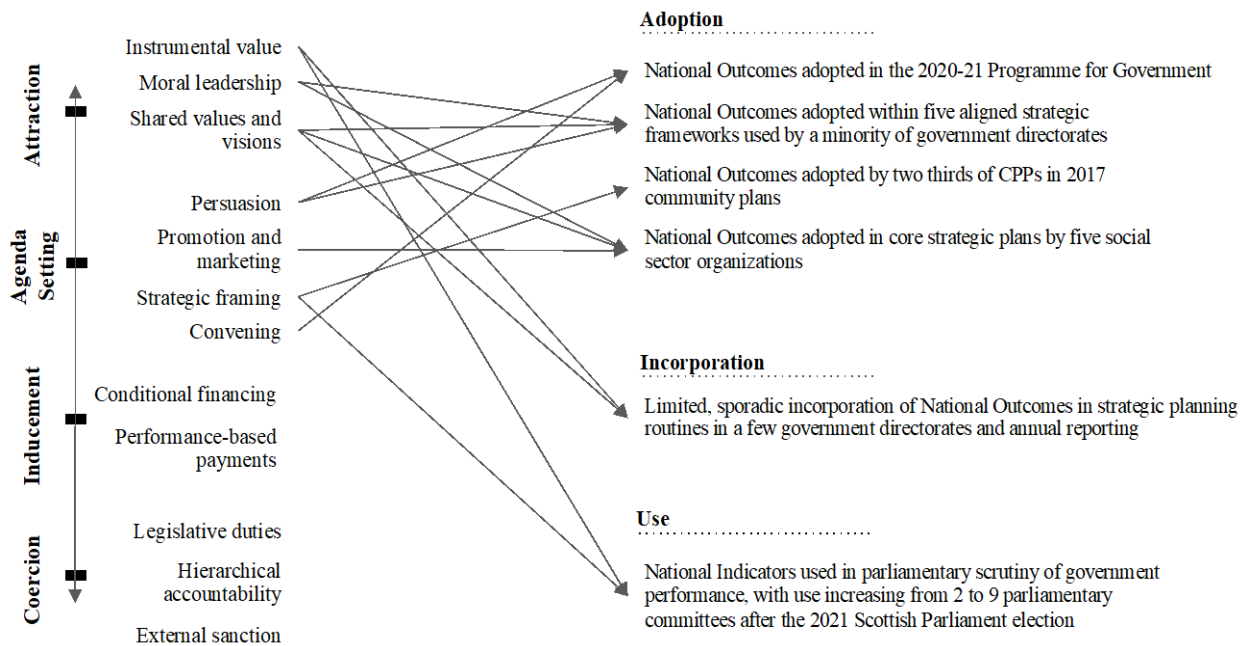 Attraction
Agenda
Setting
Inducement
Coercion
Instrumental value
Moral leadership
Shared values and
visions
Persuasion
Promotion and
marketing
Strategic framing
Convening
Conditional financing
Performance-based
payments
Legislative duties
Hierarchical
accountability
External sanction
Adoption
National Outcomes adopted in the 2020-21 Programme for Government
National Outcomes adopted within five aligned strategic
frameworks used by a minority of government directorates
National Outcomes adopted by two thirds of CPPs in 2017
community plans
National Outcomes adopted in core strategic plans by five social
sector organizations
Incorporation
Limited, sporadic incorporation of National Outcomes in strategic planning
routines in a few government directorates and annual reporting
Use
National Indicators used in parliamentary scrutiny of government
performance, with use increasing from 2 to 9 parliamentary
committees after the 2021 Scottish Parliament election